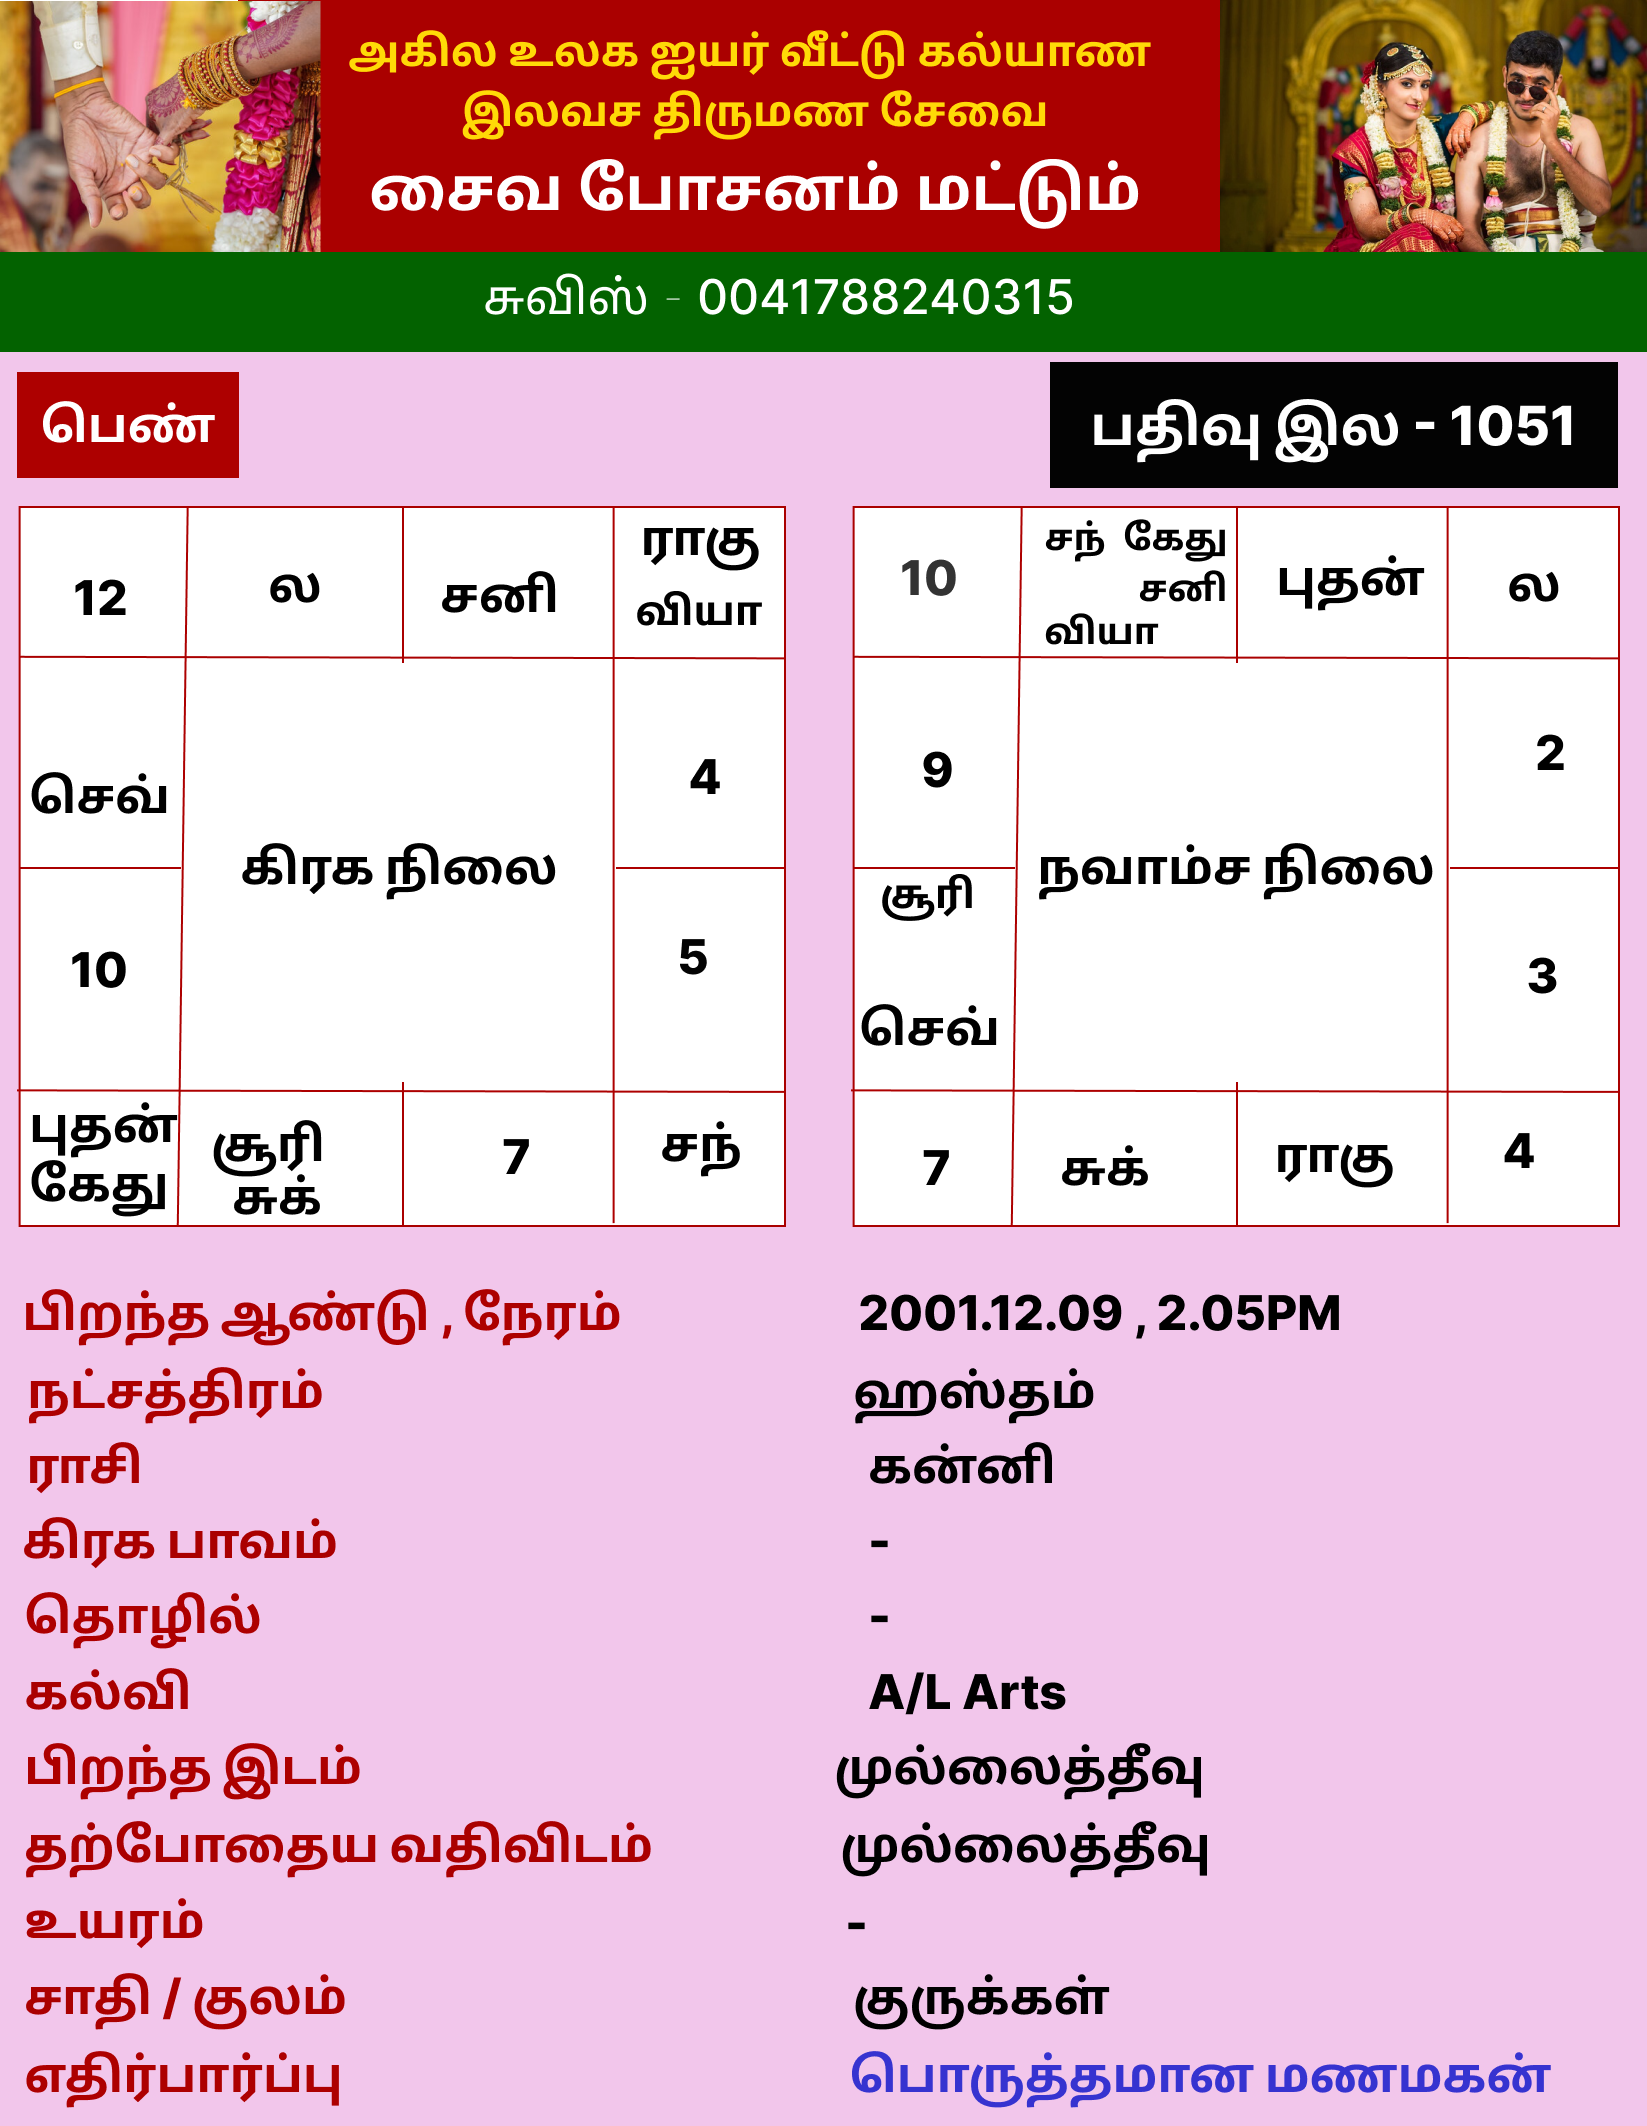 அகில உலக ஐயர் வீட்டு கல்யாண
இலவச திருமண சேவை
சைவ போசனம் மட்டும்
சுவிஸ் - 0041788240315
பெண்
பதிவு இல - 1051
12
ல
சனி
ராகு
வியா
செவ்
4
கிரக நிலை
10
5
புதன்
கேது
சூரி
சுக்
7
சந்
10
சந் கேது
சனி
வியா
புதன்
ல
9
2
நவாம்ச நிலை
சூரி
செவ்
3
7
சுக்
ராகு
4
பிறந்த ஆண்டு , நேரம் 2001.12.09 , 2.05PM
நட்சத்திரம் ஹஸ்தம்
ராசி கன்னி
கிரக பாவம் -
தொழில் -
கல்வி A/L Arts
பிறந்த இடம் முல்லைத்தீவு
தற்போதைய வதிவிடம் முல்லைத்தீவு
உயரம் -
சாதி / குலம் குருக்கள்
எதிர்பார்ப்பு பொருத்தமான மணமகன்